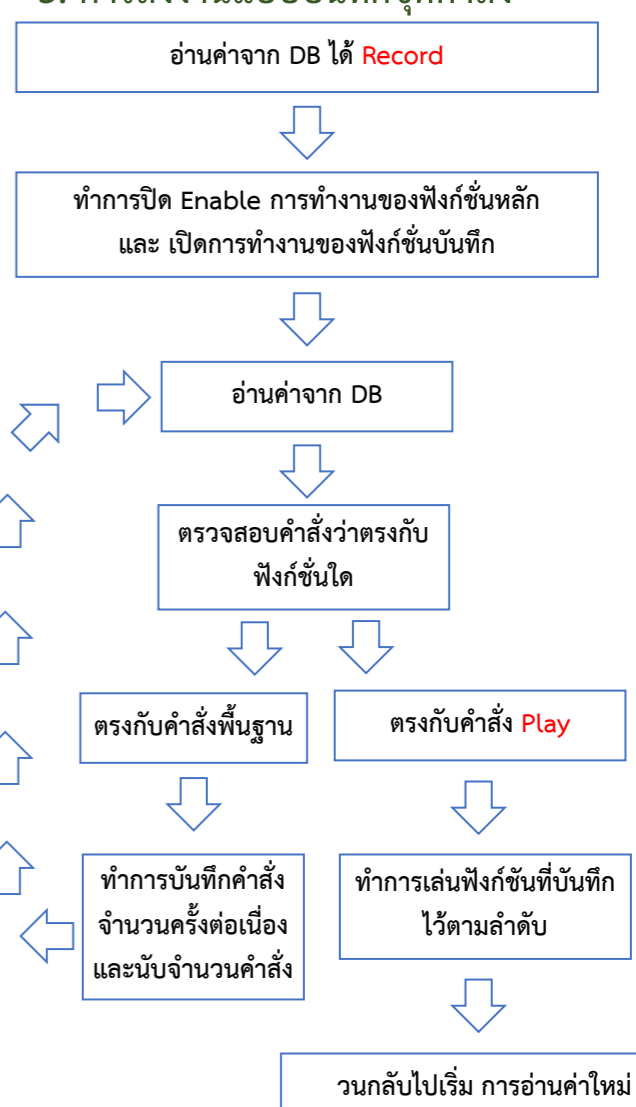 อ่านค่าจาก DB ได้ Record
ทำการปิด Enable การทำงานของฟังก์ชั่นหลัก
และ เปิดการทำงานของฟังก์ชั่นบันทึก
อ่านค่าจาก DB
ตรวจสอบคำสั่งว่าตรงกับ
ฟังก์ชั่นใด
ตรงกับคำสั่งพื้นฐาน
ตรงกับคำสั่ง Play
ทำการบันทึกคำสั่ง
จำนวนครั้งต่อเนื่อง
และนับจำนวนคำสั่ง
ทำการเล่นฟังก์ชันที่บันทึก
ไว้ตามลำดับ
วนกลับไปเริ่ม การอ่านค่าใหม่